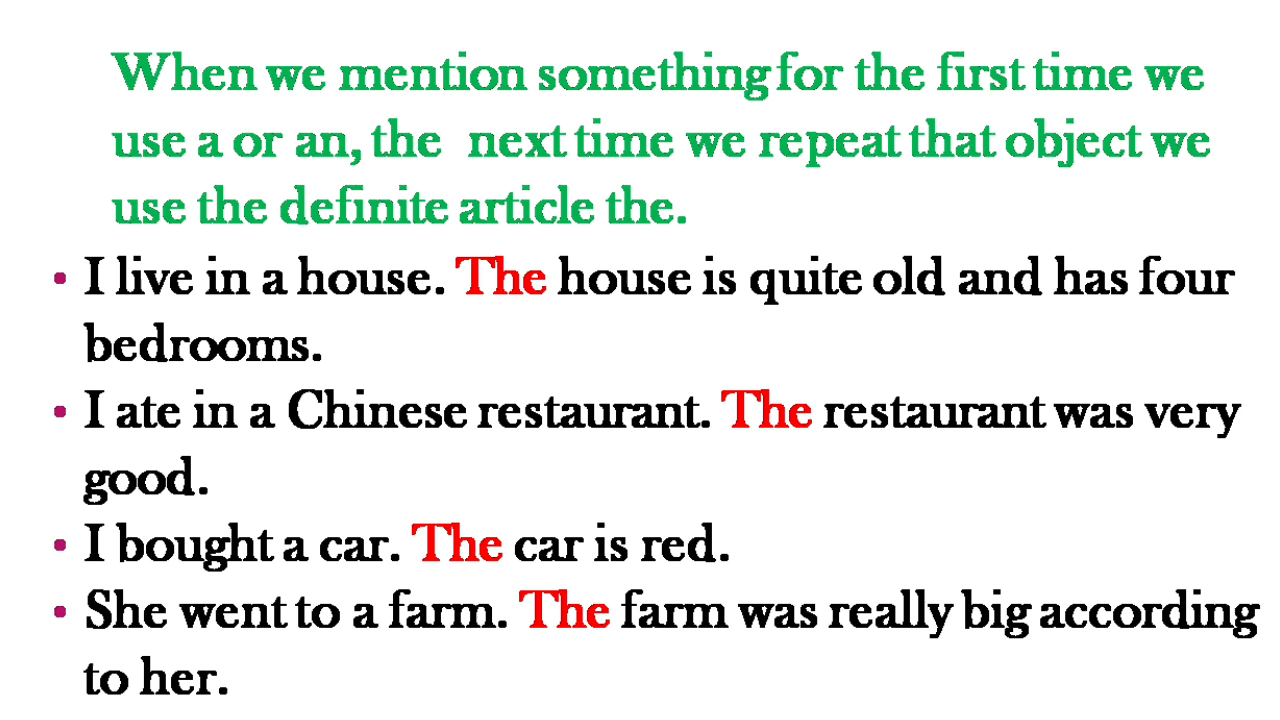 When we mention something for the first time we
use a or an, the next time we repeat that object we
use the definite article the.
• I live in a house. The house is quite old and has four
bedrooms.
• I ate in a Chinese restaurant. The restaurant was very
good.
• I bought a car. The car is red.
• She went to a farm. The farm was really big according
to her.